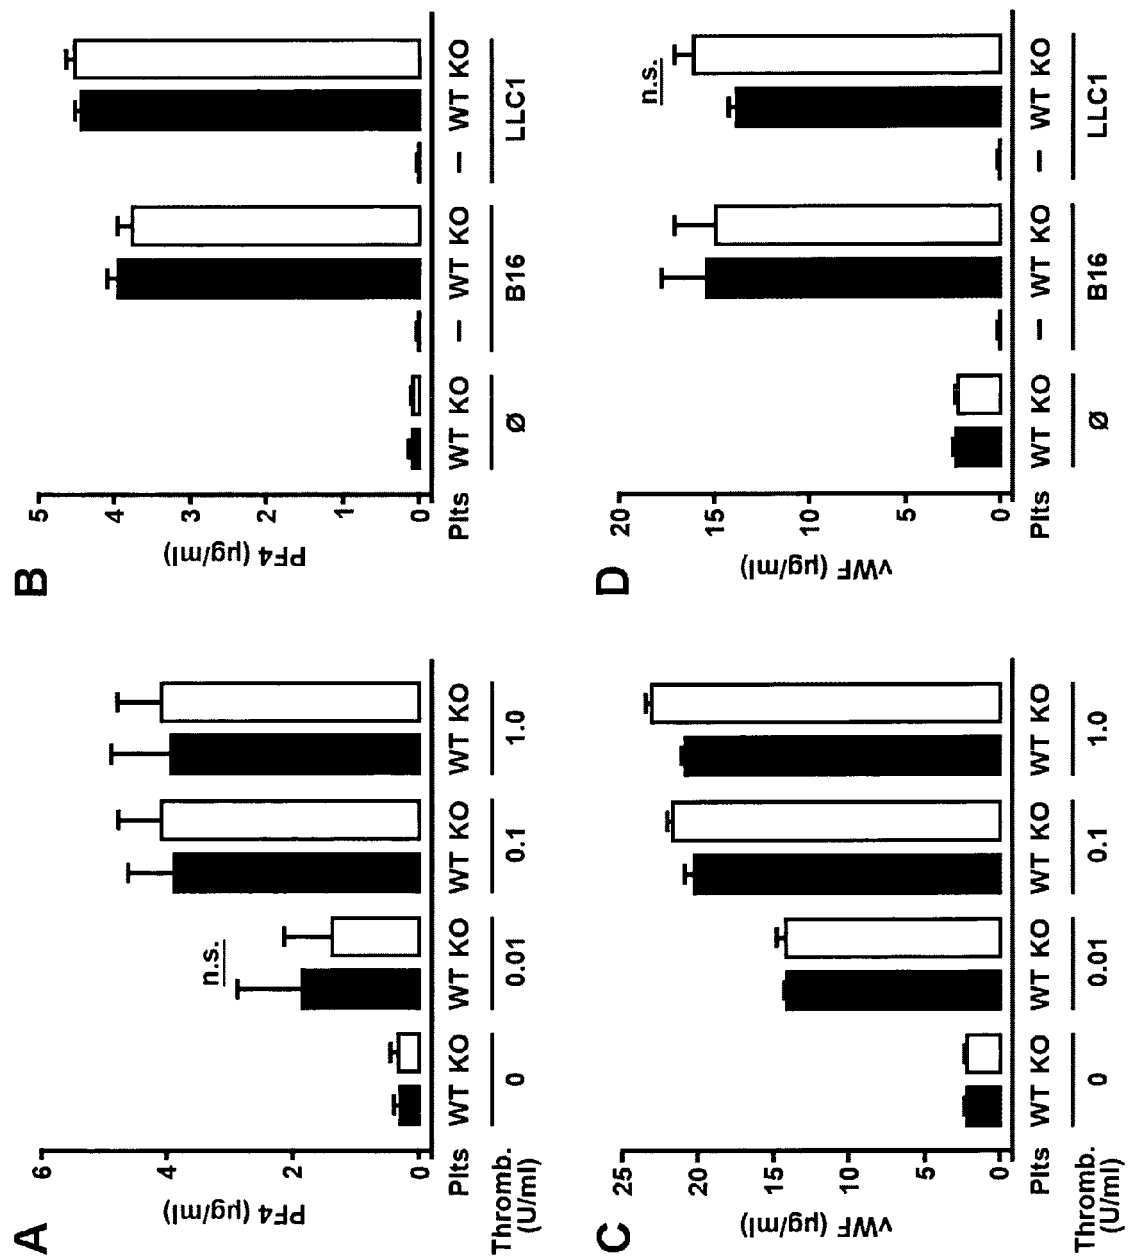 A
PF4 (µg/ml)
6
4
2
0
n.s.
Plts WT KO WT KO WT KO WT KO
Thromb. (U/ml) 0 0.01 0.1 1.0
B
PF4 (µg/ml)
5
4
3
2
1
0
Plts WT KO – WT KO – WT KO
Ø B16 LLC1
C
vWF (µg/ml)
25
20
15
10
5
0
Plts WT KO WT KO WT KO WT KO
Thromb. (U/ml) 0 0.01 0.1 1.0
D
vWF (µg/ml)
20
15
10
5
0
n.s.
Plts WT KO – WT KO – WT KO
Ø B16 LLC1